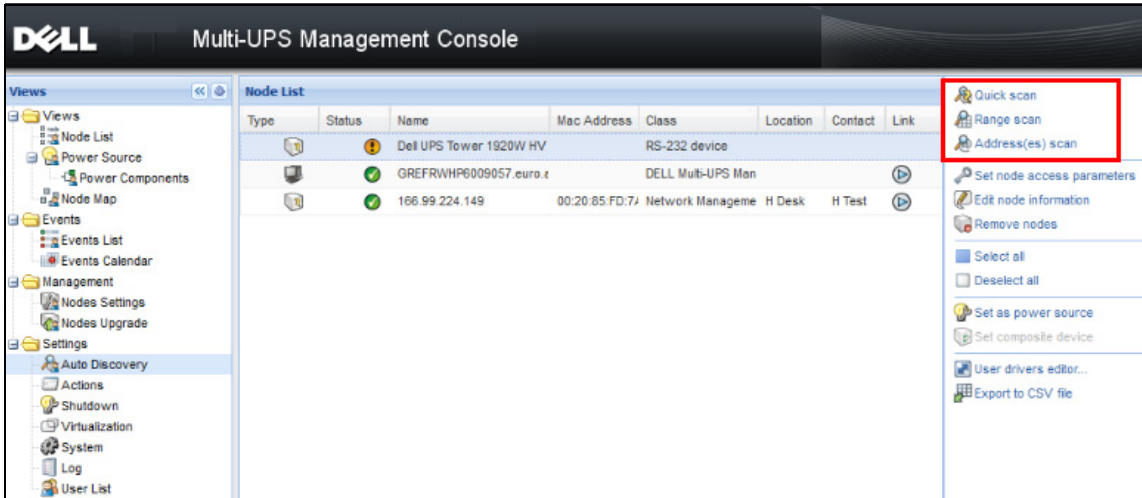 DELL Multi-UPS Management Console
Views
Views
Node List
Power Source
Power Components
Node Map
Events
Events List
Events Calendar
Management
Nodes Settings
Nodes Upgrade
Settings
Auto Discovery
Actions
Shutdown
Virtualization
System
Log
User List
Node List
Type Status Name Mac Address Class Location Contact Link
Dell UPS Tower 1920W HV RS-232 device
GREFRWHP6009057.euro.e DELL Multi-UPS Man
166.99.224.149 00:20:85:FD:7A Network Manageme H Desk H Test
Quick scan
Range scan
Address(es) scan
Set node access parameters
Edit node information
Remove nodes
Select all
Deselect all
Set as power source
Set composite device
User drivers editor...
Export to CSV file